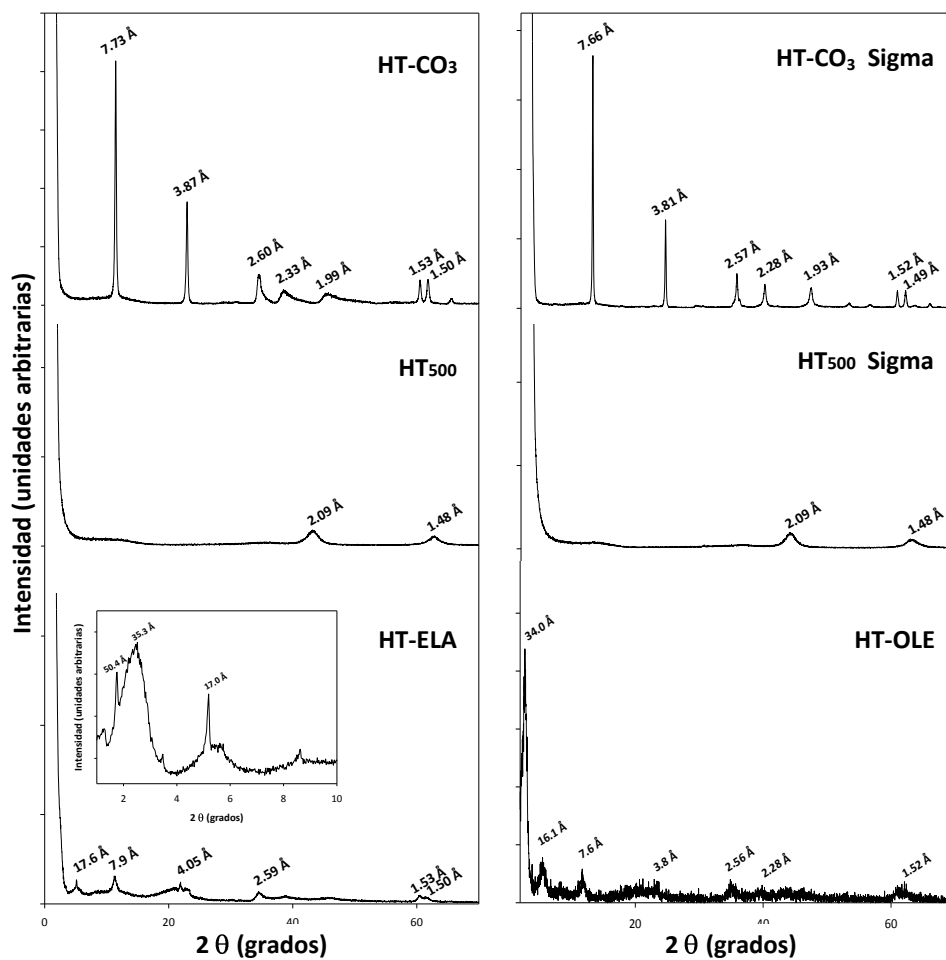 Intensidad (unidades arbitrarias)
HT-CO3
7.73 Å
3.87 Å
2.60 Å
2.33 Å
1.99 Å
1.53 Å
1.50 Å
HT-CO3 Sigma
7.66 Å
3.81 Å
2.57 Å
2.28 Å
1.93 Å
1.52 Å
1.49 Å
HT500
2.09 Å
1.48 Å
HT500 Sigma
2.09 Å
1.48 Å
HT-ELA
Intensidad (unidades arbitrarias)
50.4 Å
35.3 Å
17.0 Å
2 4 6 8 10
2 θ (grados)
17.6 Å
7.9 Å
4.05 Å
2.59 Å
1.53 Å
1.50 Å
0 20 40 60
2 θ (grados)
HT-OLE
34.0 Å
16.1 Å
7.6 Å
3.8 Å
2.56 Å
2.28 Å
1.52 Å
20 40 60
2 θ (grados)